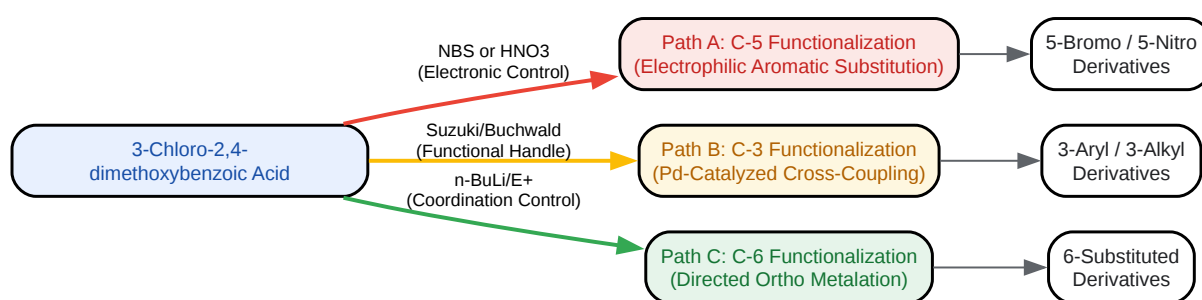 3-Chloro-2,4-
dimethoxybenzoic Acid
NBS or HNO3
(Electronic Control)
Suzuki/Buchwald
(Functional Handle)
n-BuLi/E+
(Coordination Control)
Path A: C-5 Functionalization
(Electrophilic Aromatic Substitution)
5-Bromo / 5-Nitro
Derivatives
Path B: C-3 Functionalization
(Pd-Catalyzed Cross-Coupling)
3-Aryl / 3-Alkyl
Derivatives
Path C: C-6 Functionalization
(Directed Ortho Metalation)
6-Substituted
Derivatives